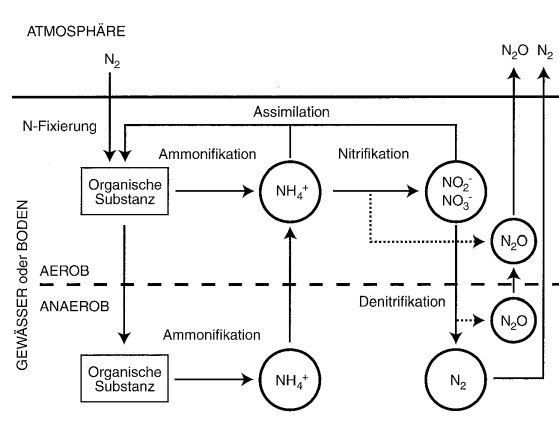 ATMOSPHÄRE
N₂
N₂O N₂
N-Fixierung
Assimilation
Ammonifikation
Nitrifikation
Organische
Substanz
NH₄⁺
NO₂⁻
NO₃⁻
N₂O
GEWÄSSER oder BODEN
AEROB
ANAEROB
Denitrifikation
N₂O
Ammonifikation
Organische
Substanz
NH₄⁺
N₂